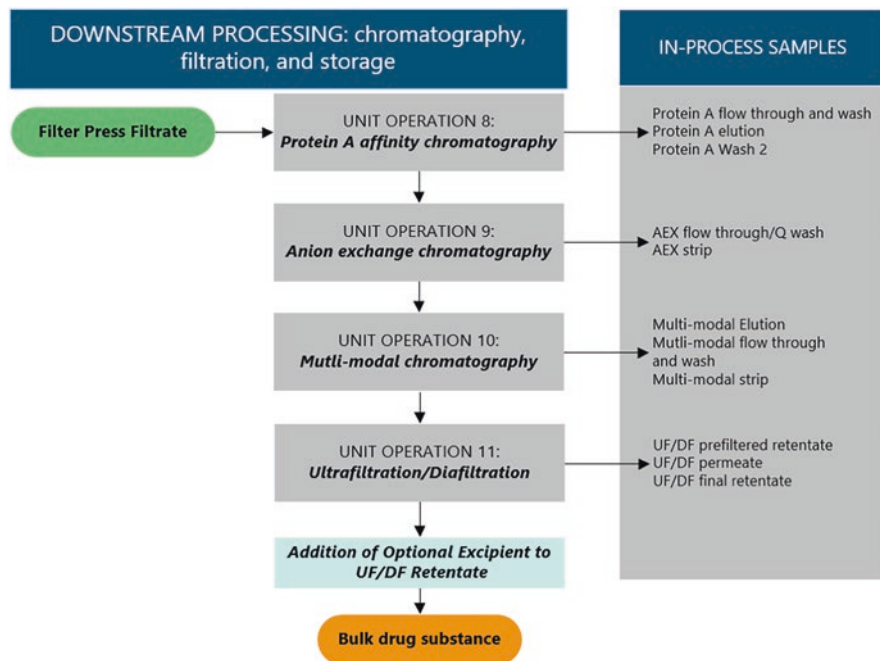 DOWNSTREAM PROCESSING: chromatography,
filtration, and storage
IN-PROCESS SAMPLES
Filter Press Filtrate
UNIT OPERATION 8:
Protein A affinity chromatography
Protein A flow through and wash
Protein A elution
Protein A Wash 2
UNIT OPERATION 9:
Anion exchange chromatography
AEX flow through/Q wash
AEX strip
UNIT OPERATION 10:
Mutli-modal chromatography
Multi-modal Elution
Mutli-modal flow through
and wash
Multi-modal strip
UNIT OPERATION 11:
Ultrafiltration/Diafiltration
UF/DF prefiltered retentate
UF/DF permeate
UF/DF final retentate
Addition of Optional Excipient to
UF/DF Retentate
Bulk drug substance